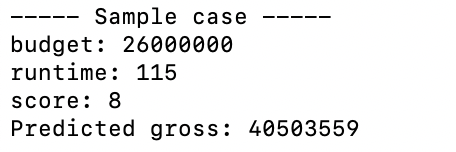 ----- Sample case -----
budget: 26000000
runtime: 115
score: 8
Predicted gross: 40503559